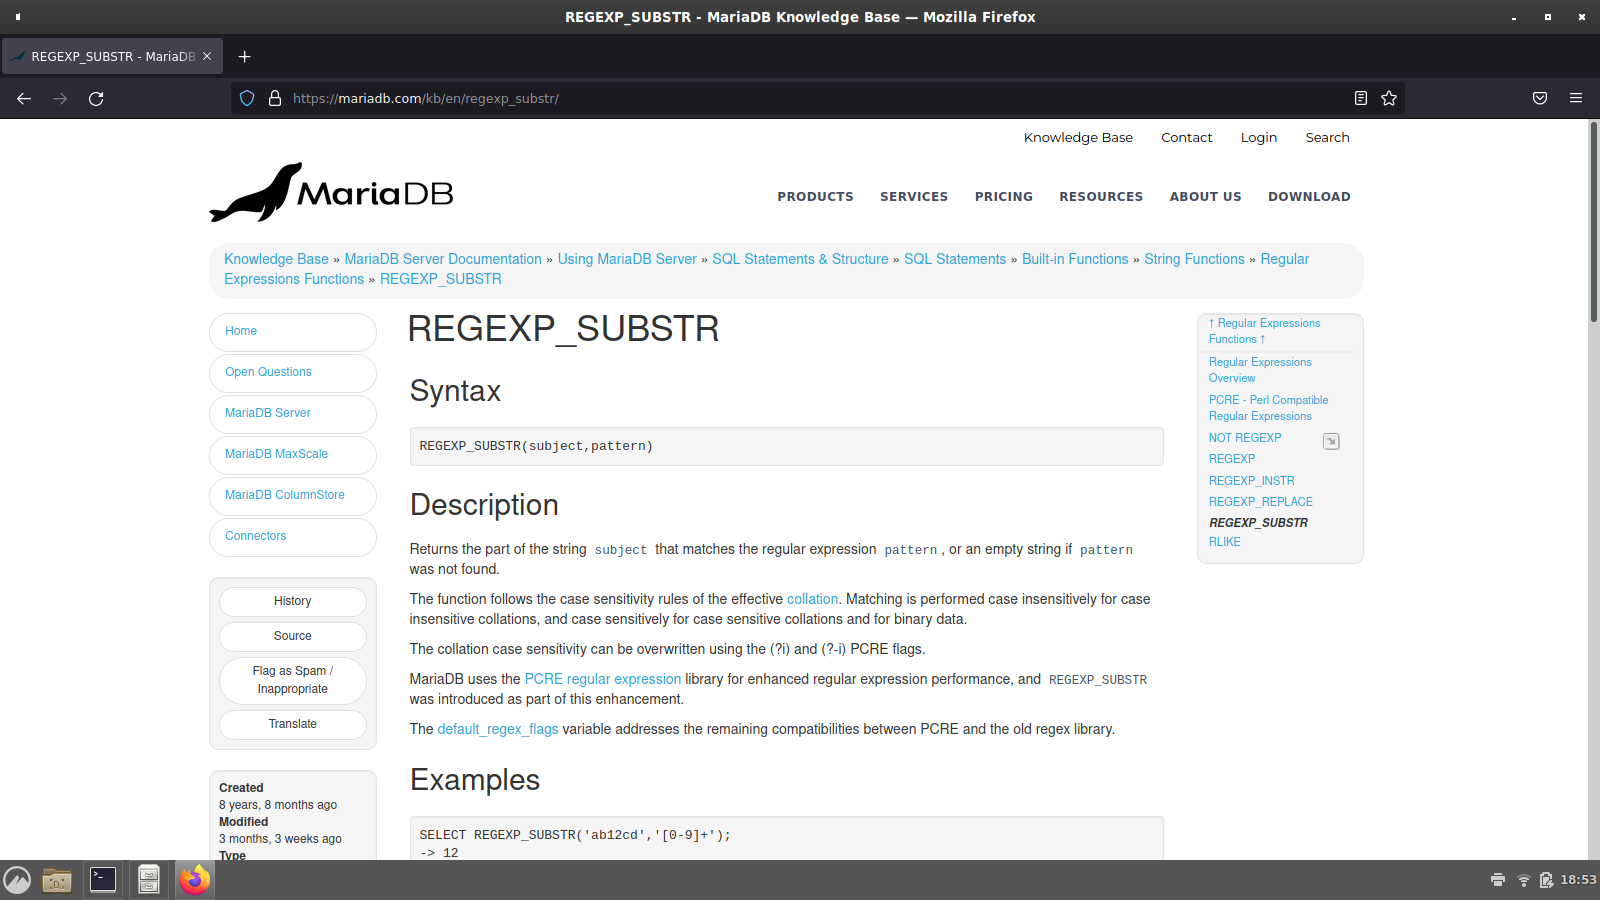 REGEXP_SUBSTR - MariaDB Knowledge Base — Mozilla Firefox
REGEXP_SUBSTR - MariaDB
https://mariadb.com/kb/en/regexp_substr/
Knowledge Base Contact Login Search
MariaDB
PRODUCTS SERVICES PRICING RESOURCES ABOUT US DOWNLOAD
Knowledge Base » MariaDB Server Documentation » Using MariaDB Server » SQL Statements & Structure » SQL Statements » Built-in Functions » String Functions » Regular
Expressions Functions » REGEXP_SUBSTR
Home
Open Questions
MariaDB Server
MariaDB MaxScale
MariaDB ColumnStore
Connectors
History
Source
Flag as Spam /
Inappropriate
Translate
Created
8 years, 8 months ago
Modified
3 months, 3 weeks ago
Type
REGEXP_SUBSTR
Syntax
REGEXP_SUBSTR(subject,pattern)
Description
Returns the part of the string subject that matches the regular expression pattern, or an empty string if pattern
was not found.
The function follows the case sensitivity rules of the effective collation. Matching is performed case insensitively for case
insensitive collations, and case sensitively for case sensitive collations and for binary data.
The collation case sensitivity can be overwritten using the (?i) and (?-i) PCRE flags.
MariaDB uses the PCRE regular expression library for enhanced regular expression performance, and REGEXP_SUBSTR
was introduced as part of this enhancement.
The default_regex_flags variable addresses the remaining compatibilities between PCRE and the old regex library.
Examples
SELECT REGEXP_SUBSTR('ab12cd','[0-9]+');
-> 12
↑ Regular Expressions
Functions ↑
Regular Expressions
Overview
PCRE - Perl Compatible
Regular Expressions
NOT REGEXP
REGEXP
REGEXP_INSTR
REGEXP_REPLACE
REGEXP_SUBSTR
RLIKE
18:53